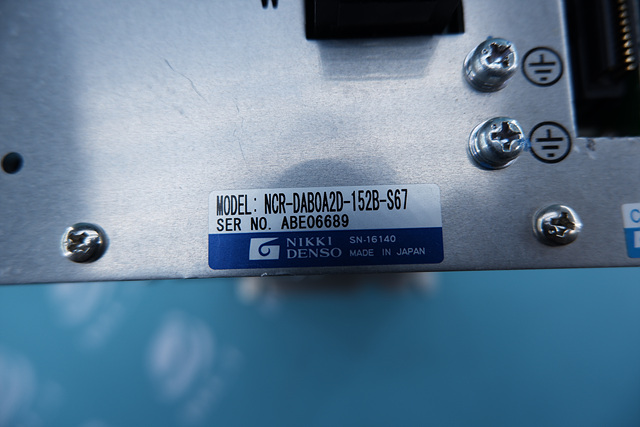 MODEL: NCR-DAB0A2D-152B-S67
SER NO. ABE06689
NIKKI DENSO
SN-16140
MADE IN JAPAN